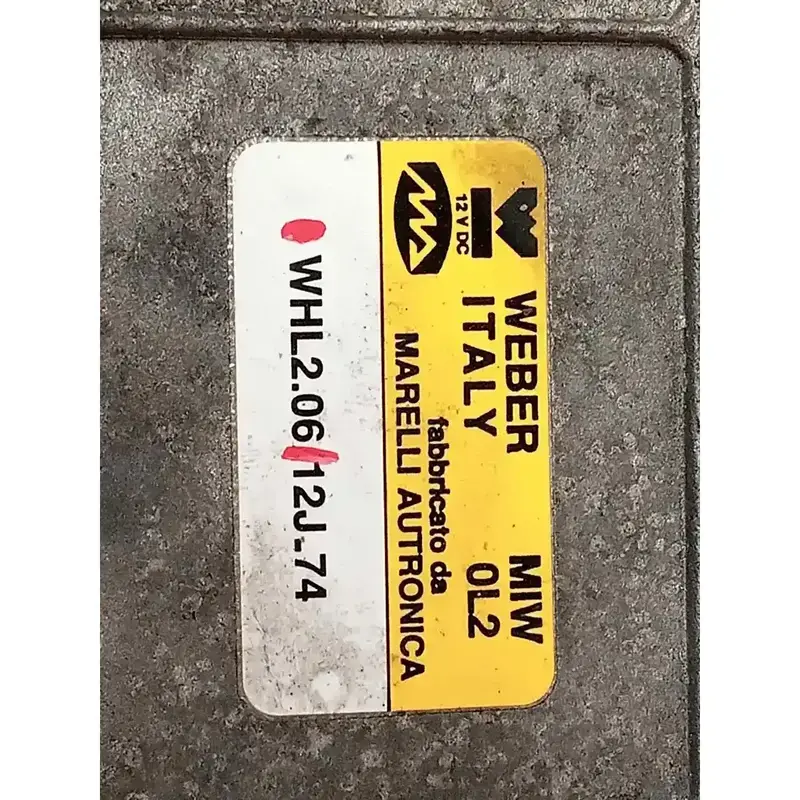 WEBER MIW
ITALY 0L2
12 V DC
fabbricato da
MARELLI AUTRONICA
WHL2.06/12J-74